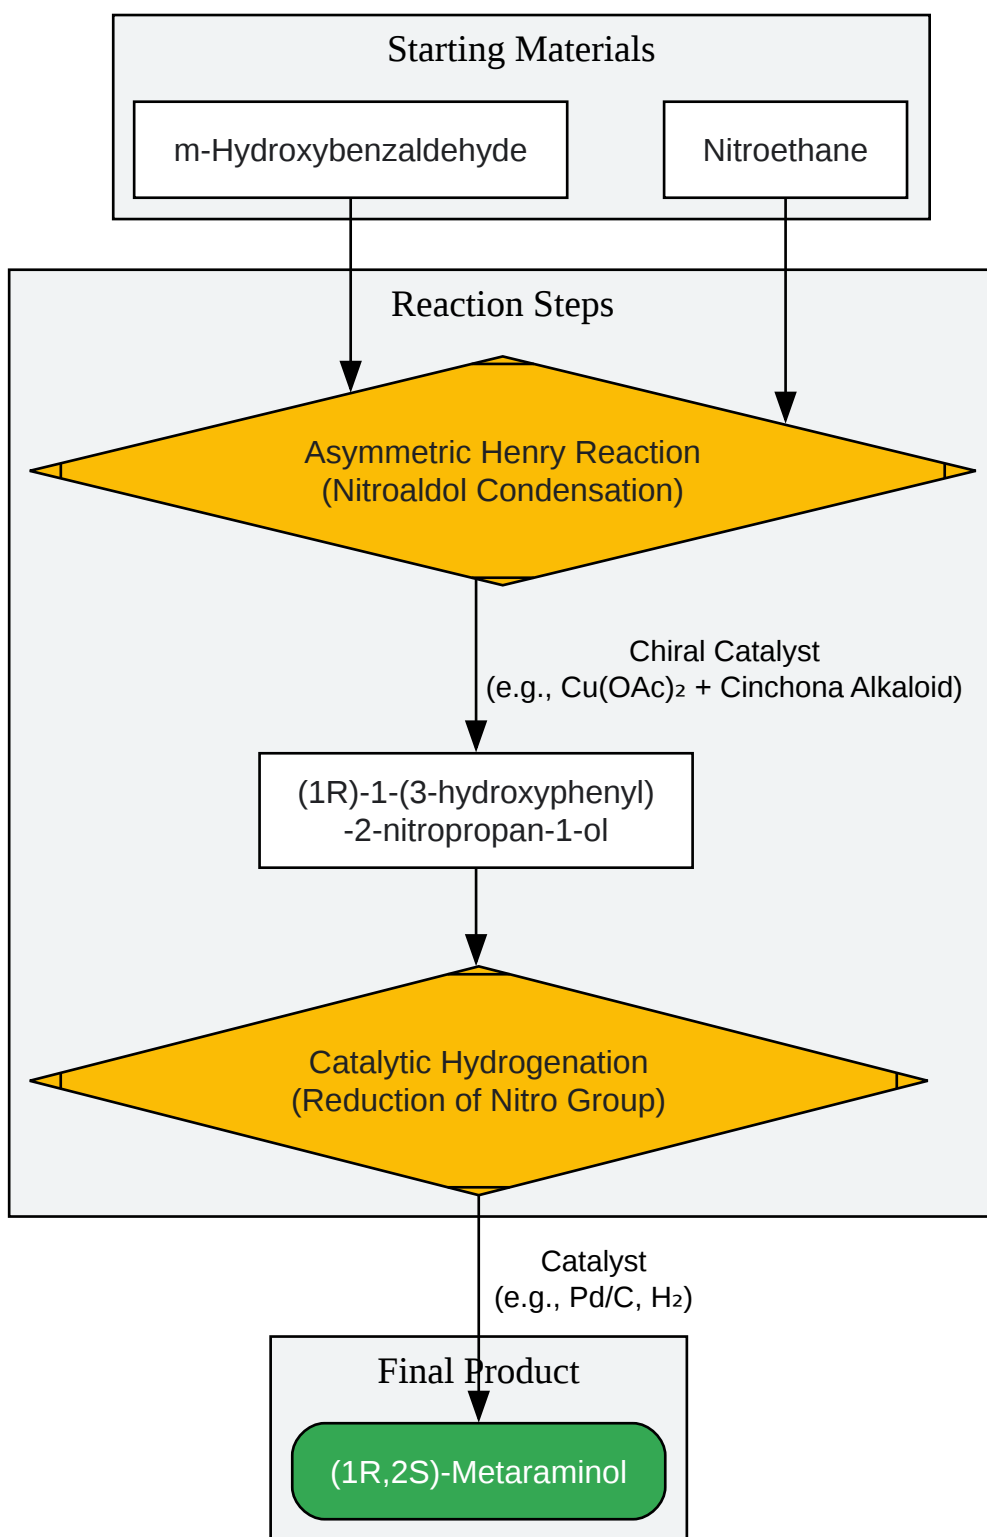 Starting Materials
m-Hydroxybenzaldehyde
Nitroethane
Reaction Steps
Asymmetric Henry Reaction
(Nitroaldol Condensation)
Chiral Catalyst
(e.g., Cu(OAc)₂ + Cinchona Alkaloid)
(1R)-1-(3-hydroxyphenyl)
-2-nitropropan-1-ol
Catalytic Hydrogenation
(Reduction of Nitro Group)
Catalyst
(e.g., Pd/C, H₂)
Final Product
(1R,2S)-Metaraminol